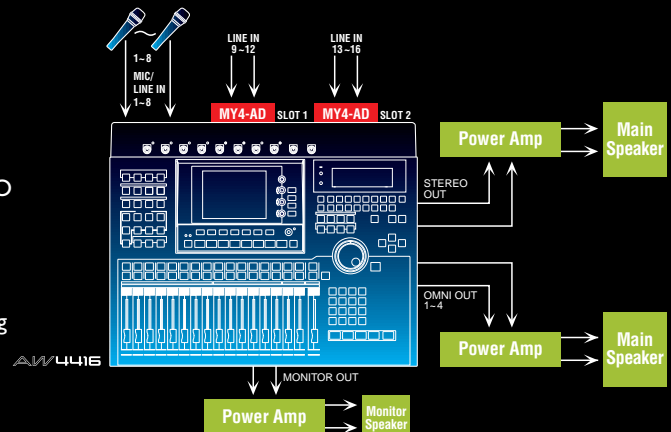 LINE IN
9~12
LINE IN
13~16
1~8
MIC/
LINE IN
1~8
MY4-AD SLOT 1
MY4-AD SLOT 2
Power Amp
Main
Speaker
STEREO
OUT
OMNI OUT
1~4
Power Amp
Main
Speaker
AW4416
MONITOR OUT
Power Amp
Monitor
Speaker